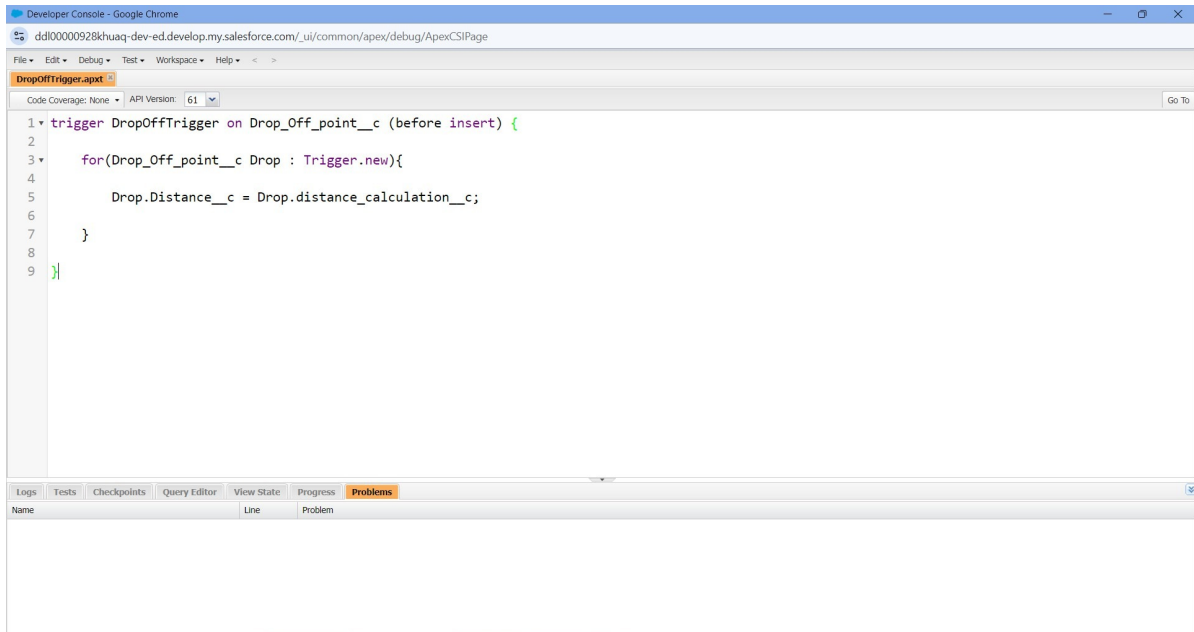 Developer Console - Google Chrome
ddl00000928khuaq-dev-ed.develop.my.salesforce.com/_ui/common/apex/debug/ApexCSIPage
File Edit Debug Test Workspace Help < >
DropOffTrigger.apxt
Code Coverage: None API Version: 61 Go To
1 trigger DropOffTrigger on Drop_Off_point__c (before insert) {
2
3 for(Drop_Off_point__c Drop : Trigger.new){
4
5 Drop.Distance__c = Drop.distance_calculation__c;
6
7 }
8
9 }
Logs Tests Checkpoints Query Editor View State Progress Problems
Name Line Problem